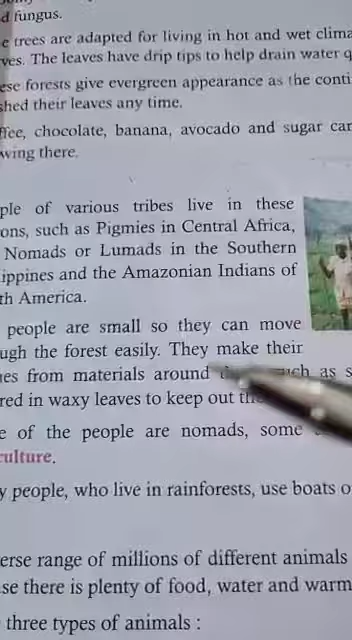 d fungus.
e trees are adapted for living in hot and wet clima
ves. The leaves have drip tips to help drain water q
ese forests give evergreen appearance as the conti
shed their leaves any time.
ffee, chocolate, banana, avocado and sugar can
wing there.
ple of various tribes live in these
ons, such as Pigmies in Central Africa,
Nomads or Lumads in the Southern
ippines and the Amazonian Indians of
th America.
people are small so they can move
ugh the forest easily. They make their
es from materials around such as s
red in waxy leaves to keep out
e of the people are nomads, some
culture.
y people, who live in rainforests, use boats o
erse range of millions of different animals
se there is plenty of food, water and warm
three types of animals :